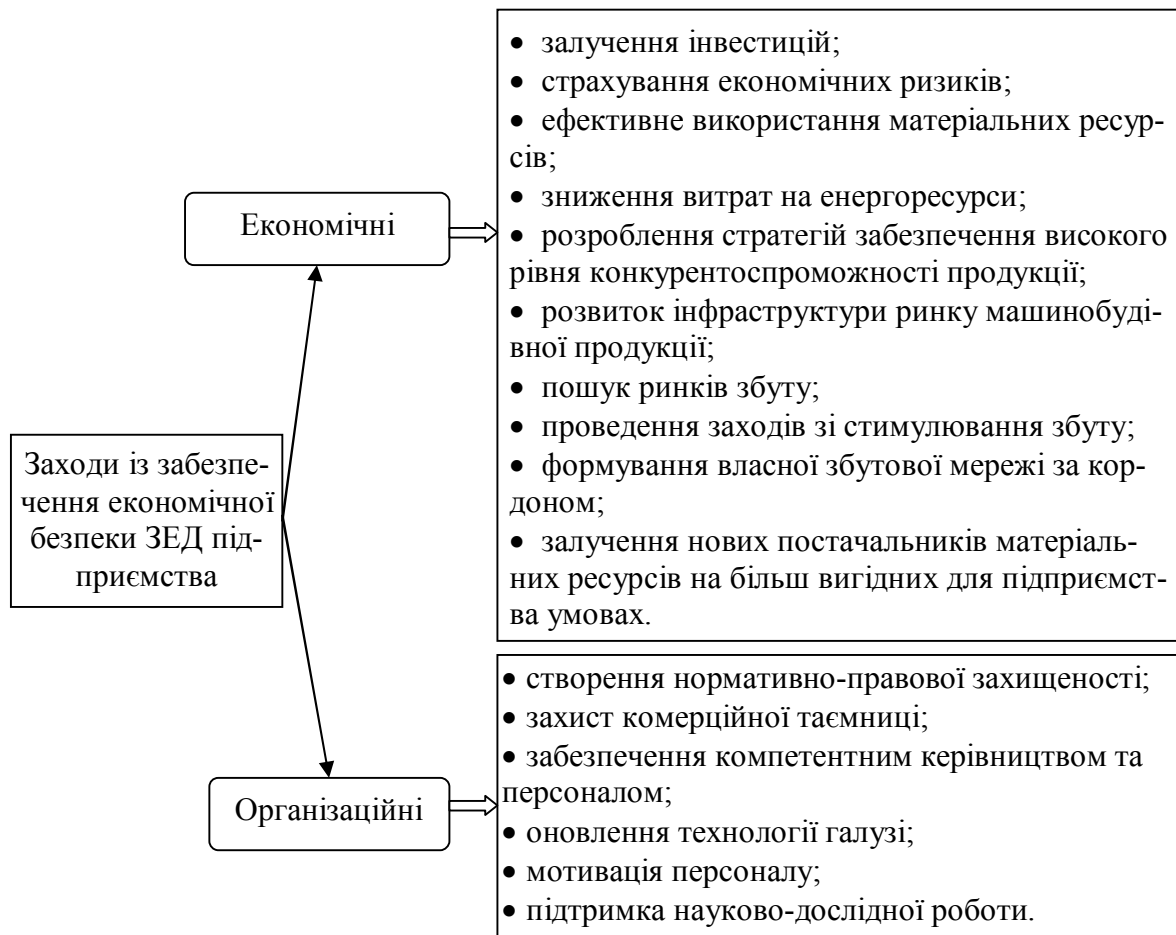 Заходи із забезпе-
чення економічної
безпеки ЗЕД під-
приємства
Економічні
• залучення інвестицій;
• страхування економічних ризиків;
• ефективне використання матеріальних ресур-
сів;
• зниження витрат на енергоресурси;
• розроблення стратегій забезпечення високого
рівня конкурентоспроможності продукції;
• розвиток інфраструктури ринку машинобуді-
вної продукції;
• пошук ринків збуту;
• проведення заходів зі стимулювання збуту;
• формування власної збутової мережі за кор-
доном;
• залучення нових постачальників матеріаль-
них ресурсів на більш вигідних для підприємст-
ва умовах.
Організаційні
• створення нормативно-правової захищеності;
• захист комерційної таємниці;
• забезпечення компетентним керівництвом та
персоналом;
• оновлення технології галузі;
• мотивація персоналу;
• підтримка науково-дослідної роботи.